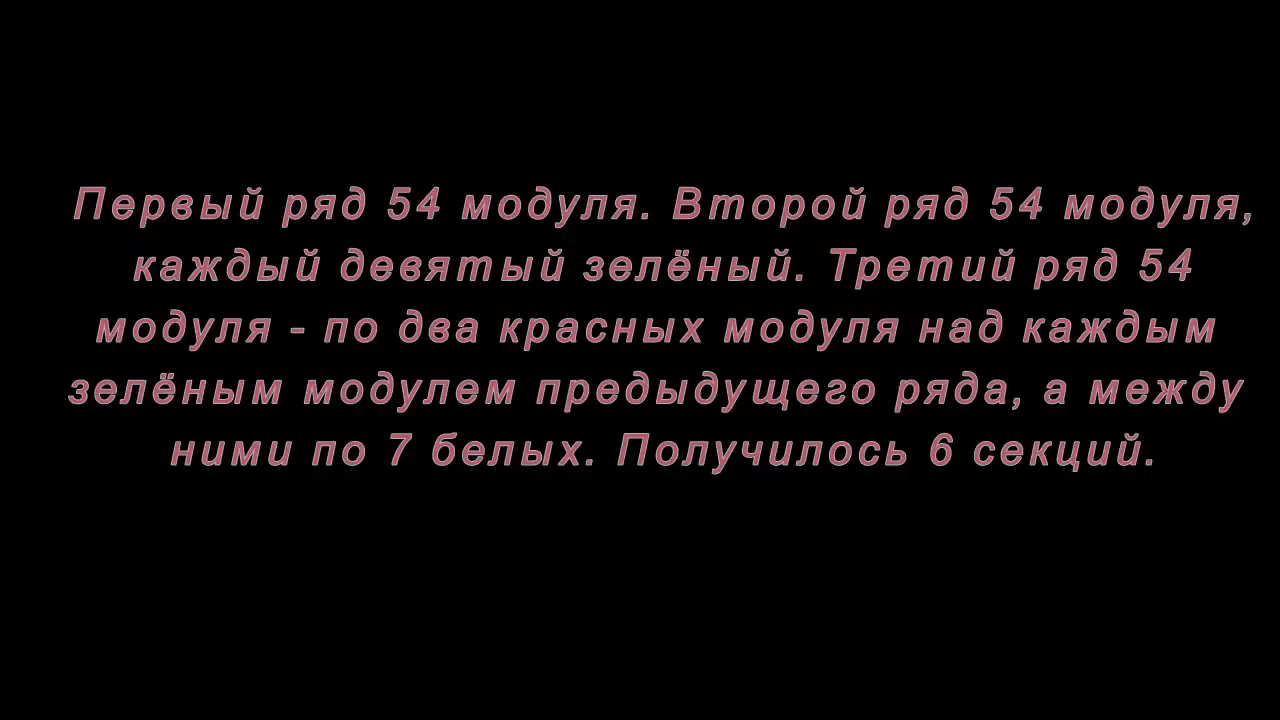 Первый ряд 54 модуля. Второй ряд 54 модуля,
каждый девятый зелёный. Третий ряд 54
модуля - по два красных модуля над каждым
зелёным модулем предыдущего ряда, а между
ними по 7 белых. Получилось 6 секций.